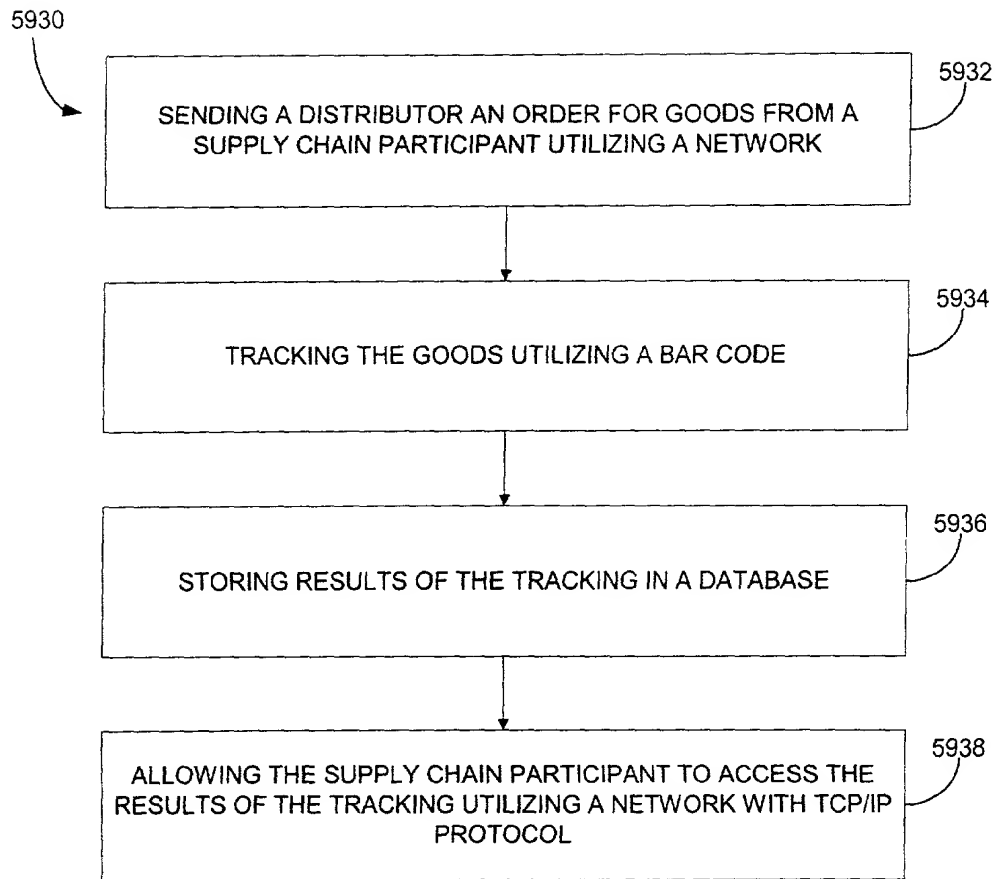 5930
5932
SENDING A DISTRIBUTOR AN ORDER FOR GOODS FROM A
SUPPLY CHAIN PARTICIPANT UTILIZING A NETWORK
5934
TRACKING THE GOODS UTILIZING A BAR CODE
5936
STORING RESULTS OF THE TRACKING IN A DATABASE
5938
ALLOWING THE SUPPLY CHAIN PARTICIPANT TO ACCESS THE
RESULTS OF THE TRACKING UTILIZING A NETWORK WITH TCP/IP
PROTOCOL